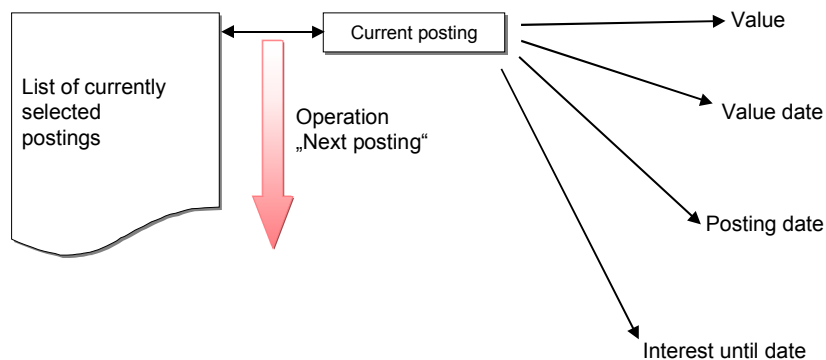 List of currently
selected
postings
Current posting
Operation
„Next posting“
Value
Value date
Posting date
Interest until date